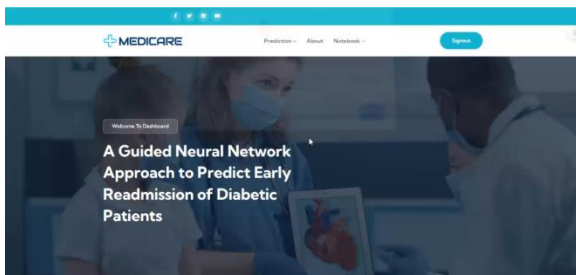 MEDICARE
Prediction
About
Notebook
Signout
Welcome To Dashboard
A Guided Neural Network
Approach to Predict Early
Readmission of Diabetic
Patients